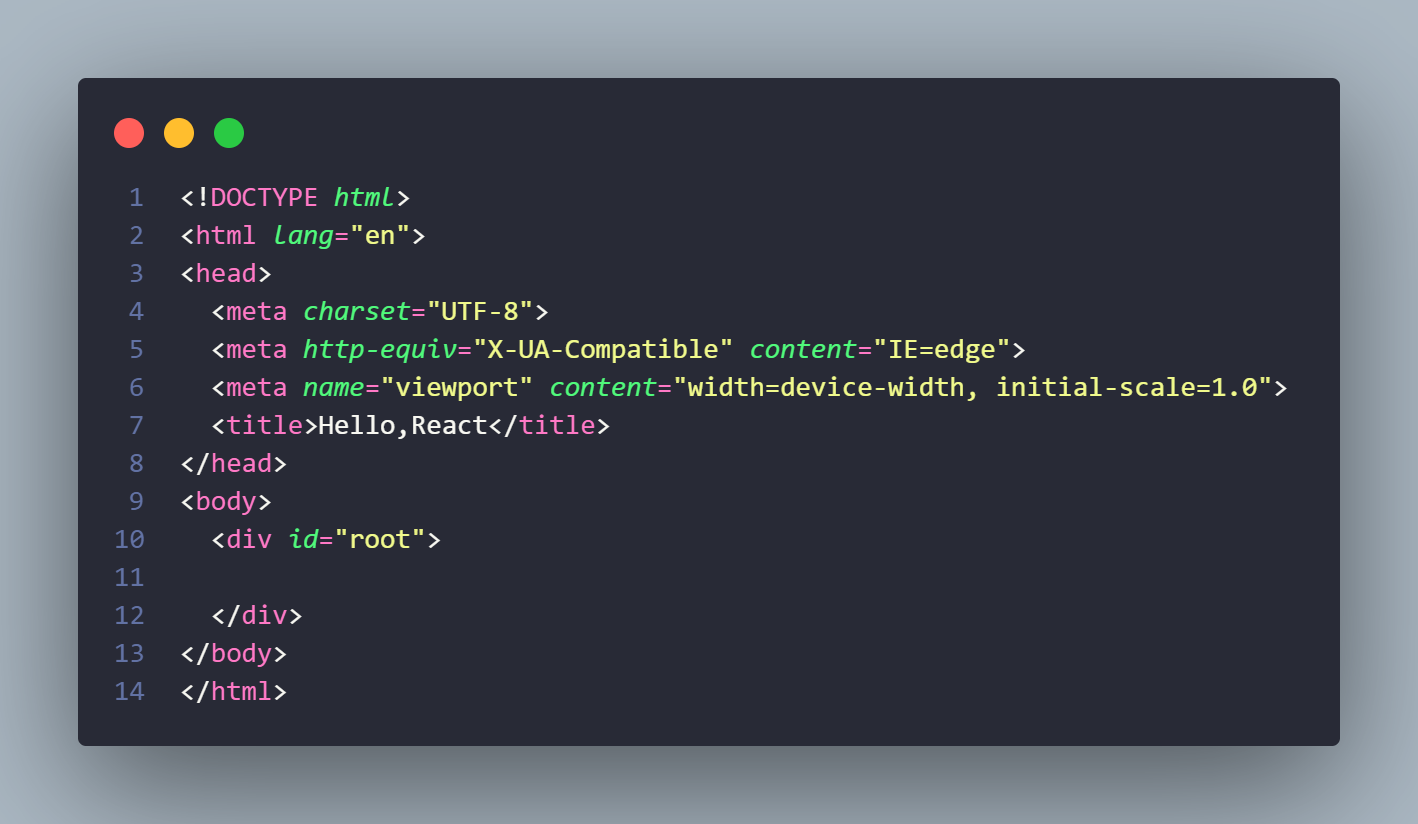 1 <!DOCTYPE html>
2 <html lang="en">
3 <head>
4   <meta charset="UTF-8">
5   <meta http-equiv="X-UA-Compatible" content="IE=edge">
6   <meta name="viewport" content="width=device-width, initial-scale=1.0">
7   <title>Hello,React</title>
8 </head>
9 <body>
10   <div id="root">
11
12   </div>
13 </body>
14 </html>